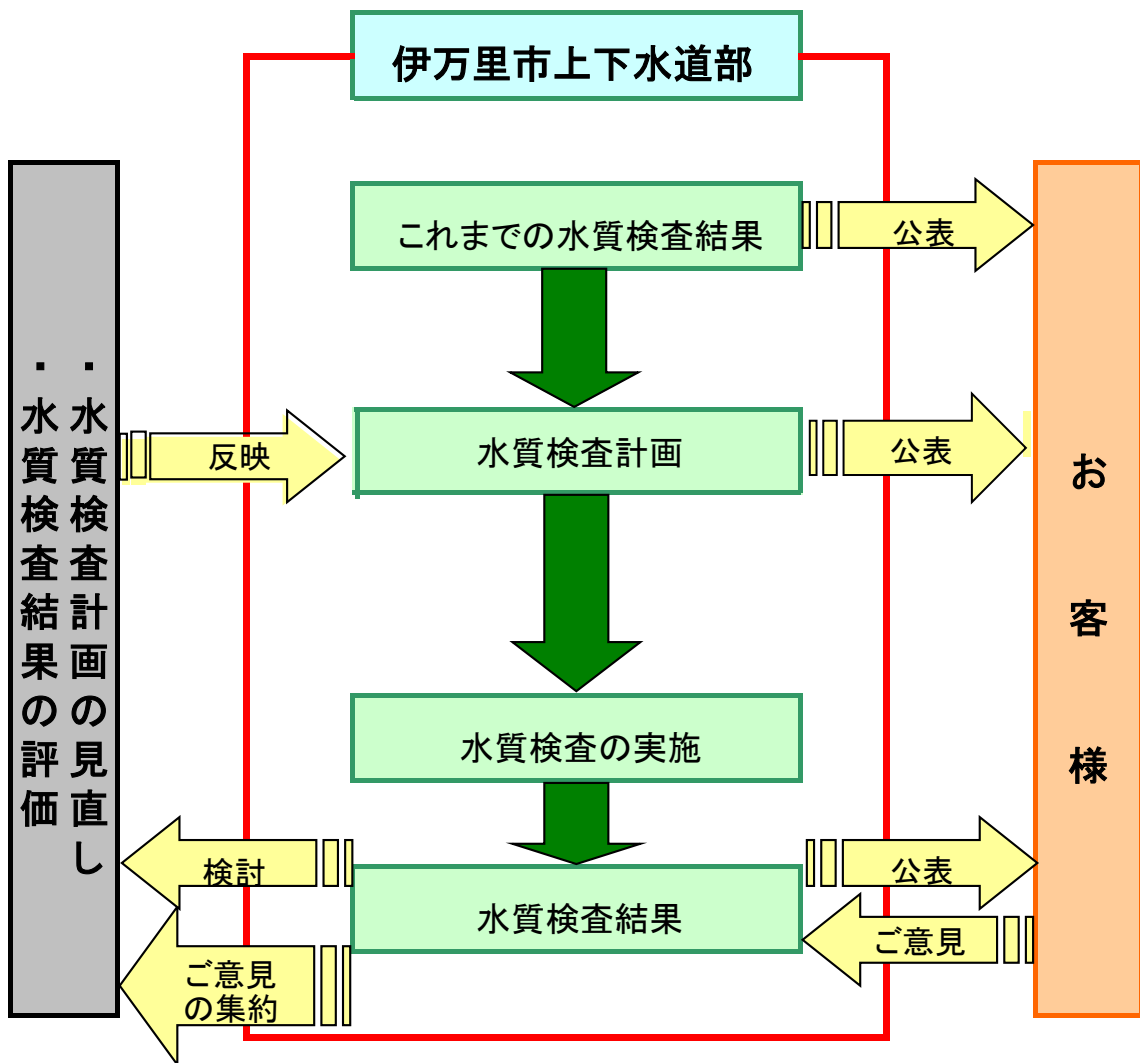 伊万里市上下水道部
これまでの水質検査結果
公表
・水質検査計画の見直し
・水質検査結果の評価
反映
水質検査計画
公表
お客様
水質検査の実施
検討
水質検査結果
公表
ご意見
ご意見
の集約